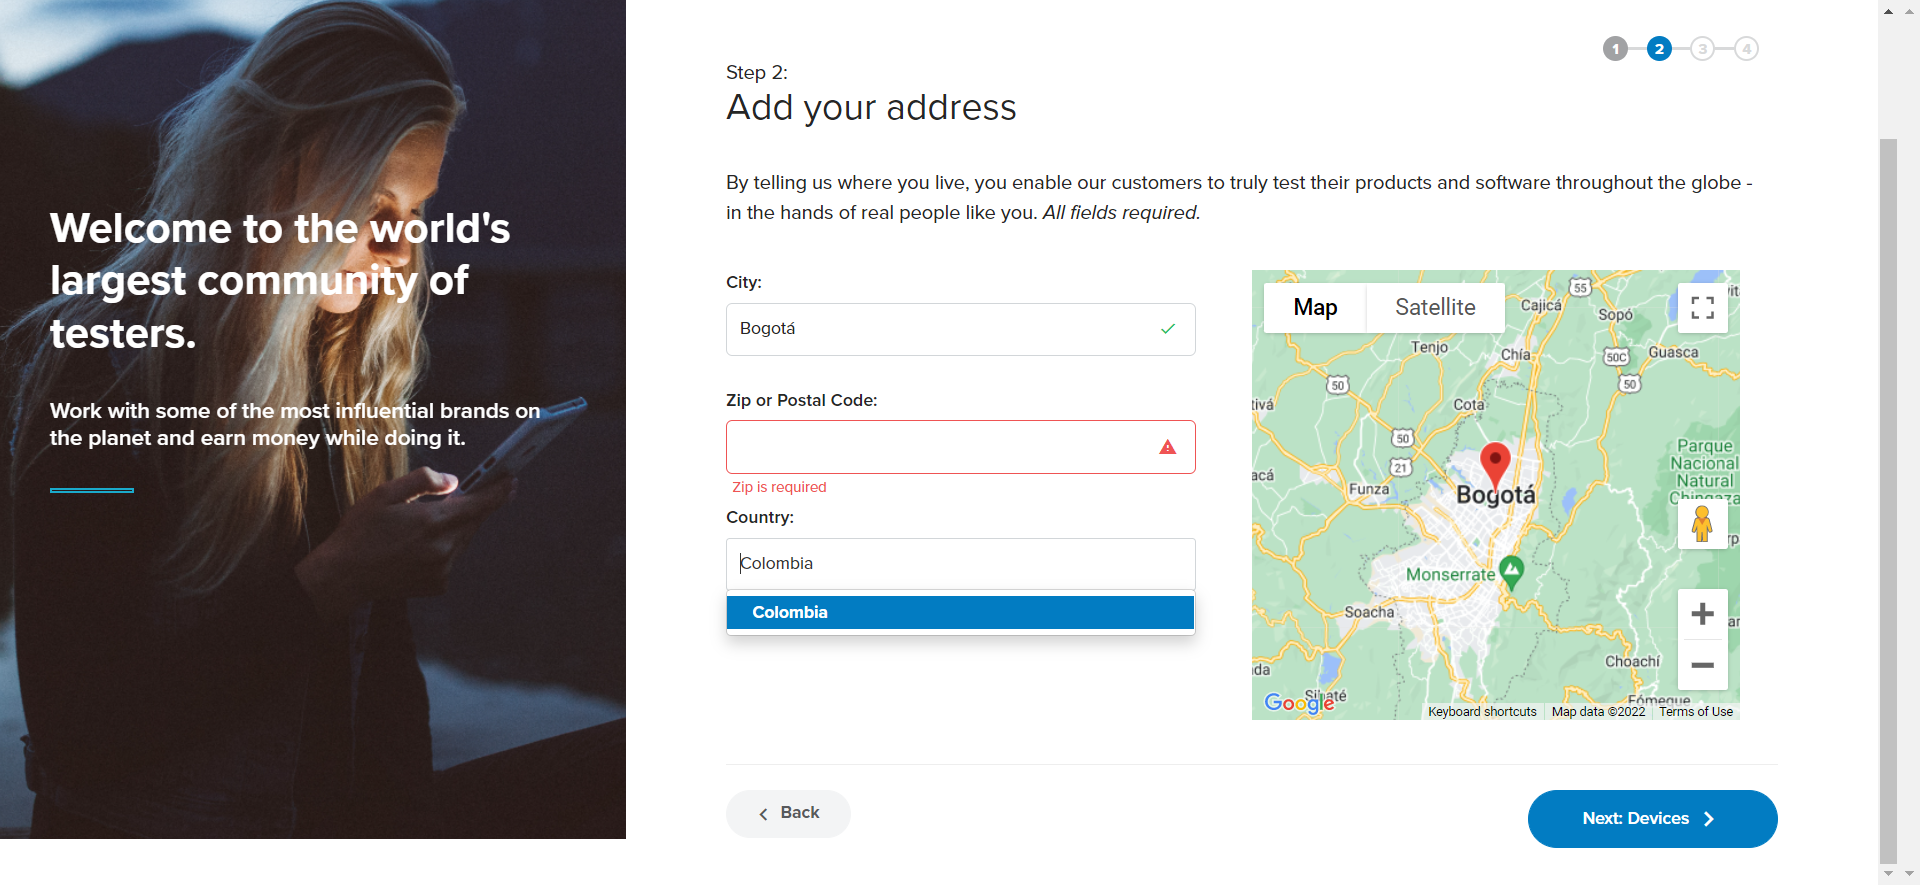 Welcome to the world's
largest community of
testers.
Work with some of the most influential brands on
the planet and earn money while doing it.
1 2 3 4
Step 2:
Add your address
By telling us where you live, you enable our customers to truly test their products and software throughout the globe -
in the hands of real people like you. All fields required.
City:
Bogotá
Zip or Postal Code:
Zip is required
Country:
Colombia
Colombia
Map Satellite
55
Cajicá
Sopó
Tenjo
Chía
50C
Guasca
50
50
tivá
Cota
50
21
acá
Funza
Parque
Nacional
Natural
Chingaza
Bogotá
Monserrate
Soacha
Choachí
Sibaté
Fómeque
Google
Keyboard shortcuts Map data ©2022 Terms of Use
Back
Next: Devices